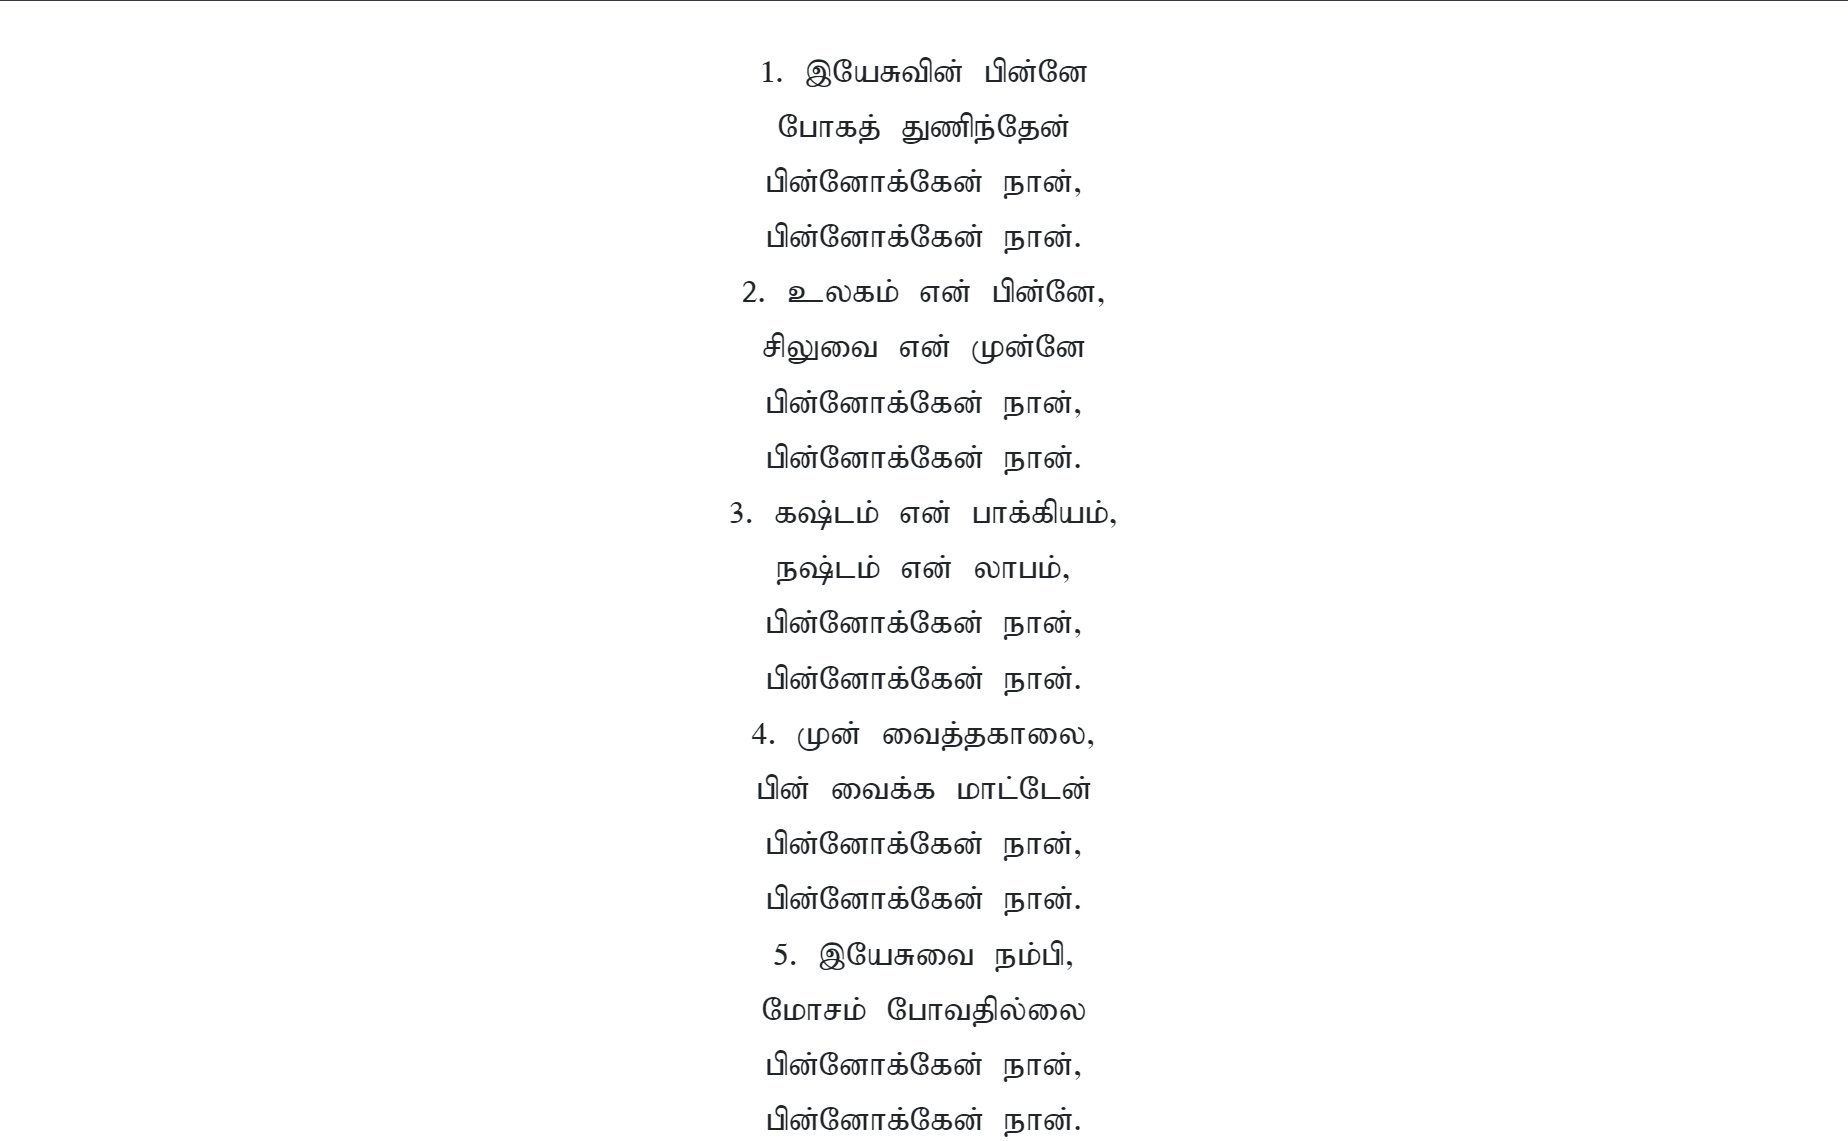 1. இயேசுவின் பின்னே
போகத் துணிந்தேன்
பின்னோக்கேன் நான்,
பின்னோக்கேன் நான்.
2. உலகம் என் பின்னே,
சிலுவை என் முன்னே
பின்னோக்கேன் நான்,
பின்னோக்கேன் நான்.
3. கஷ்டம் என் பாக்கியம்,
நஷ்டம் என் லாபம்,
பின்னோக்கேன் நான்,
பின்னோக்கேன் நான்.
4. முன் வைத்தகாலை,
பின் வைக்க மாட்டேன்
பின்னோக்கேன் நான்,
பின்னோக்கேன் நான்.
5. இயேசுவை நம்பி,
மோசம் போவதில்லை
பின்னோக்கேன் நான்,
பின்னோக்கேன் நான்.